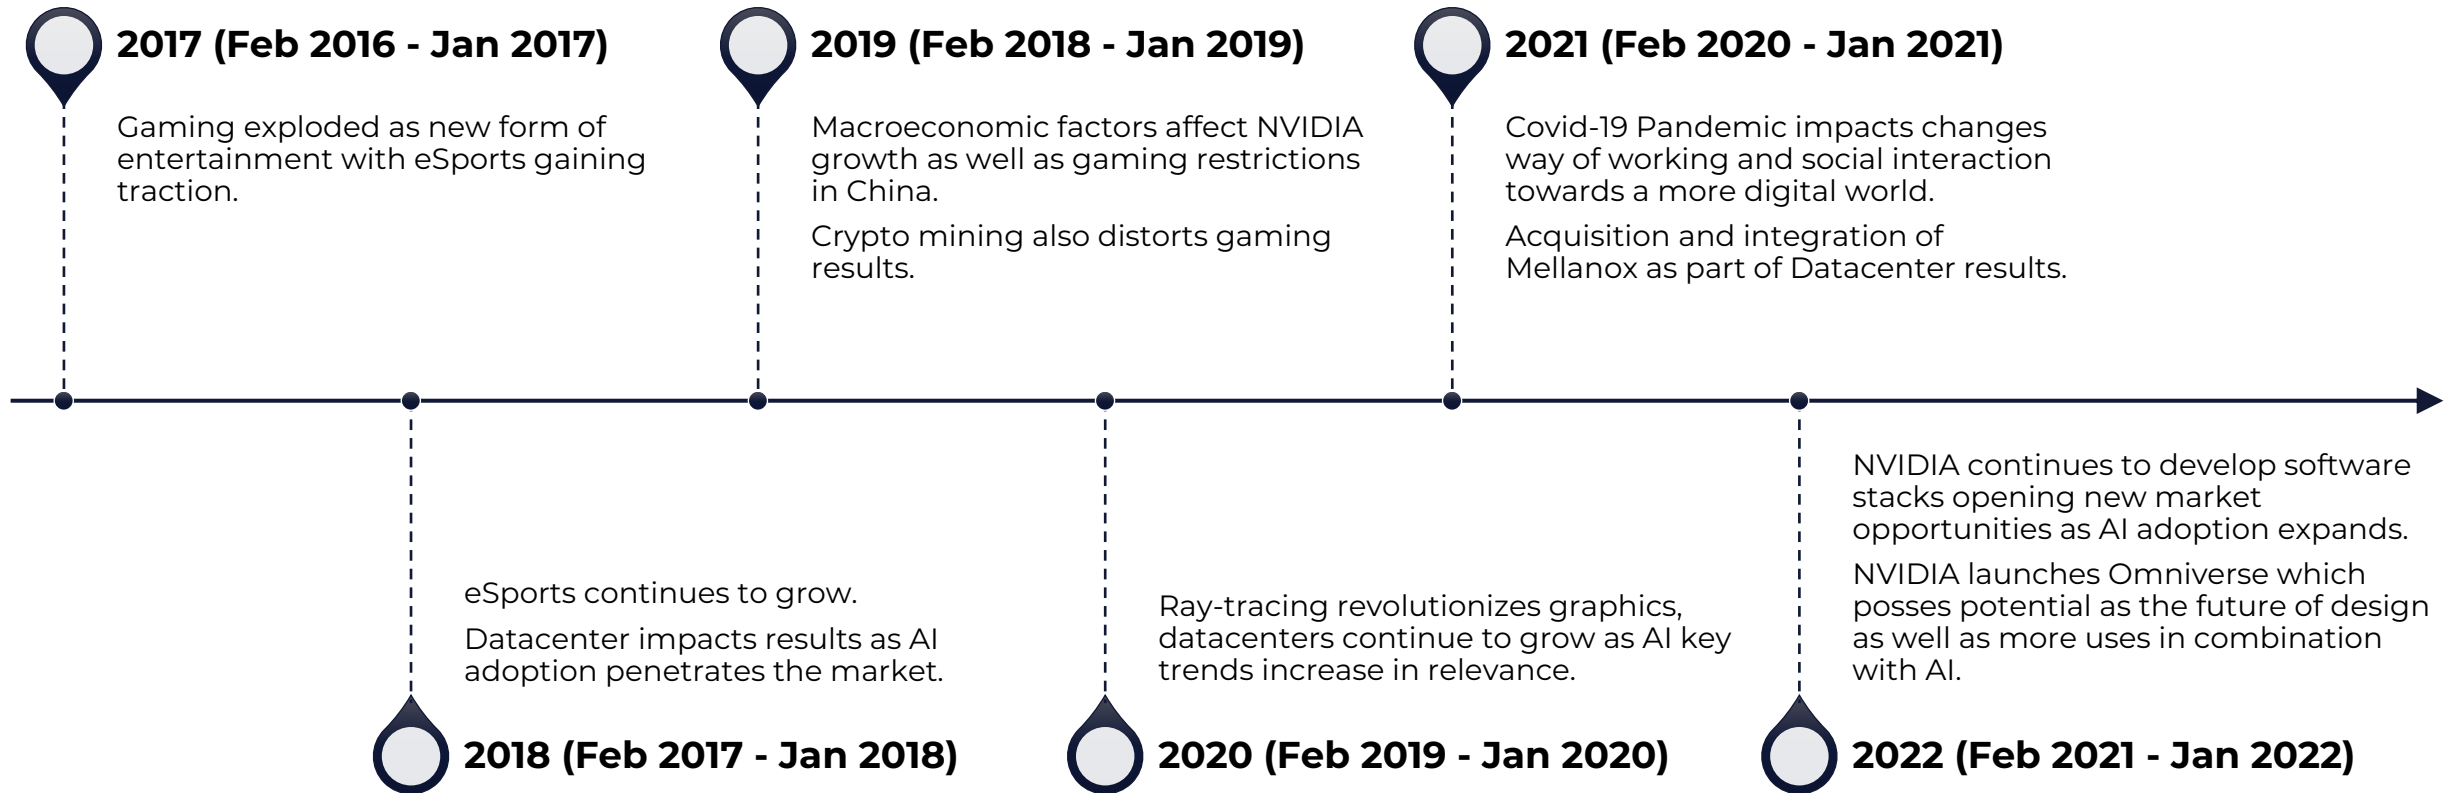 2017 (Feb 2016 - Jan 2017)
Gaming exploded as new form of
entertainment with eSports gaining
traction.
2019 (Feb 2018 - Jan 2019)
Macroeconomic factors affect NVIDIA
growth as well as gaming restrictions
in China.
Crypto mining also distorts gaming
results.
2021 (Feb 2020 - Jan 2021)
Covid-19 Pandemic impacts changes
way of working and social interaction
towards a more digital world.
Acquisition and integration of
Mellanox as part of Datacenter results.
eSports continues to grow.
Datacenter impacts results as AI
adoption penetrates the market.
2018 (Feb 2017 - Jan 2018)
Ray-tracing revolutionizes graphics,
datacenters continue to grow as AI key
trends increase in relevance.
2020 (Feb 2019 - Jan 2020)
NVIDIA continues to develop software
stacks opening new market
opportunities as AI adoption expands.
NVIDIA launches Omniverse which
posses potential as the future of design
as well as more uses in combination
with AI.
2022 (Feb 2021 - Jan 2022)